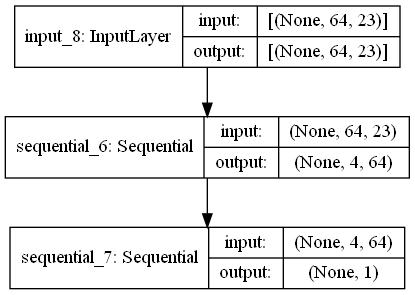 input_8: InputLayer
input: [(None, 64, 23)]
output: [(None, 64, 23)]
sequential_6: Sequential
input: (None, 64, 23)
output: (None, 4, 64)
sequential_7: Sequential
input: (None, 4, 64)
output: (None, 1)